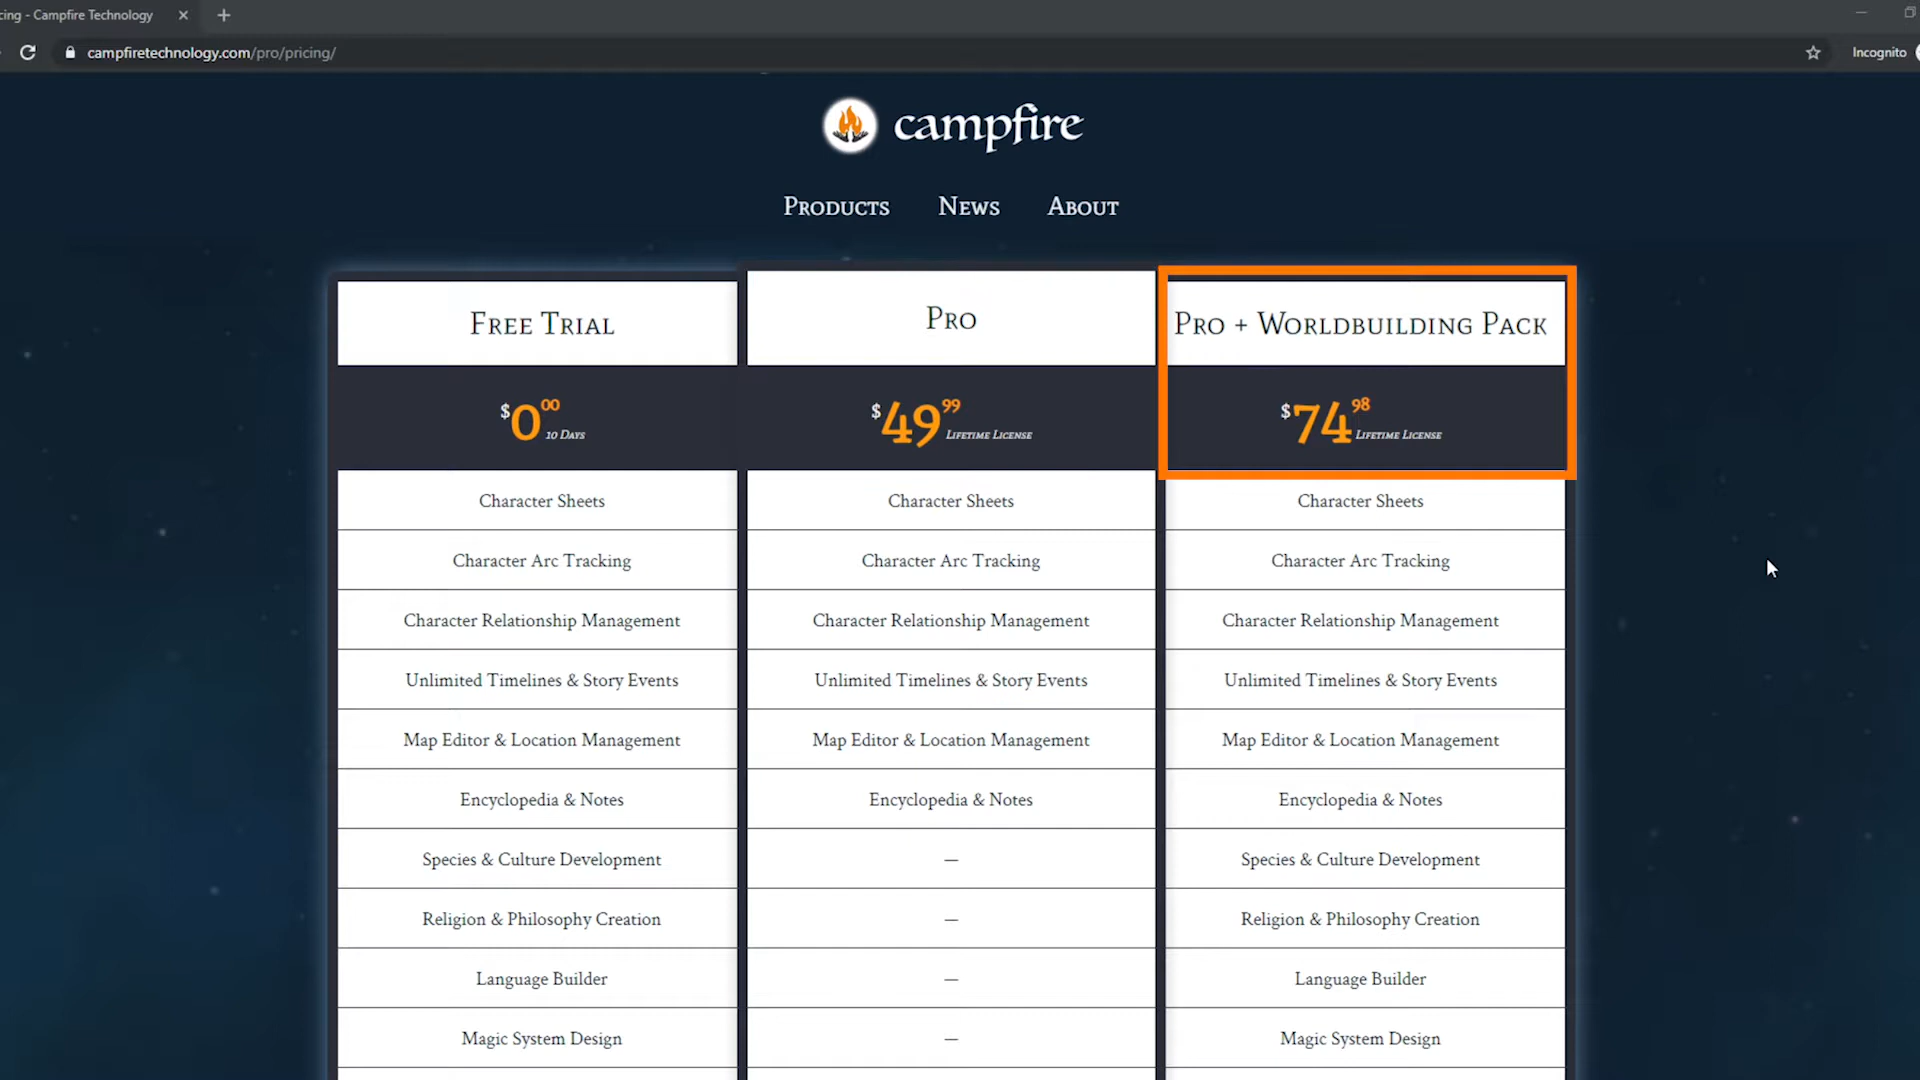 cing - Campfire Technology
campfiretechnology.com/pro/pricing/
Incognito
campfire
Products News About
Free Trial Pro Pro + Worldbuilding Pack
$0 00 10 Days $49 99 Lifetime License $74 98 Lifetime License
Character Sheets Character Sheets Character Sheets
Character Arc Tracking Character Arc Tracking Character Arc Tracking
Character Relationship Management Character Relationship Management Character Relationship Management
Unlimited Timelines & Story Events Unlimited Timelines & Story Events Unlimited Timelines & Story Events
Map Editor & Location Management Map Editor & Location Management Map Editor & Location Management
Encyclopedia & Notes Encyclopedia & Notes Encyclopedia & Notes
Species & Culture Development — Species & Culture Development
Religion & Philosophy Creation — Religion & Philosophy Creation
Language Builder — Language Builder
Magic System Design — Magic System Design